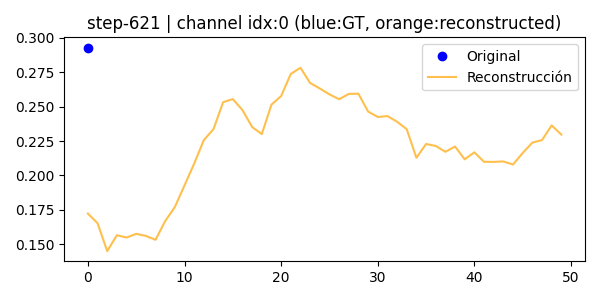 step-621 | channel idx:0 (blue:GT, orange:reconstructed)
Original
Reconstrucción
0.300
0.275
0.250
0.225
0.200
0.175
0.150
0 10 20 30 40 50